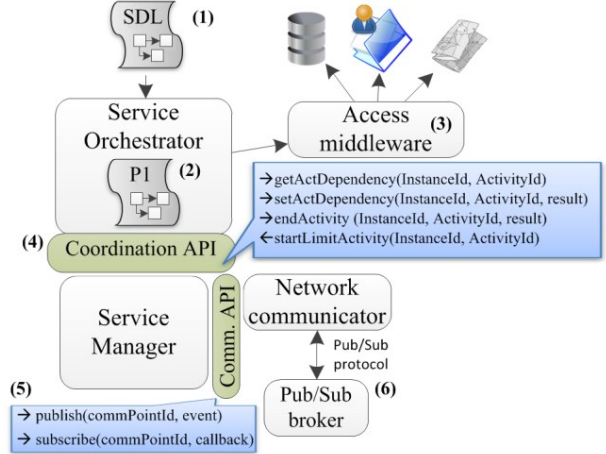 SDL
(1)
Service
Orchestrator
P1
(2)
Access
middleware
(3)
→getActDependency(InstanceId, ActivityId)
→setActDependency(InstanceId, ActivityId, result)
→endActivity (InstanceId, ActivityId, result)
←startLimitActivity(InstanceId, ActivityId)
(4)
Coordination API
Service
Manager
Comm. API
Network
communicator
Pub/Sub
protocol
(5)
→ publish(commPointId, event)
→ subscribe(commPointId, callback)
Pub/Sub
broker
(6)